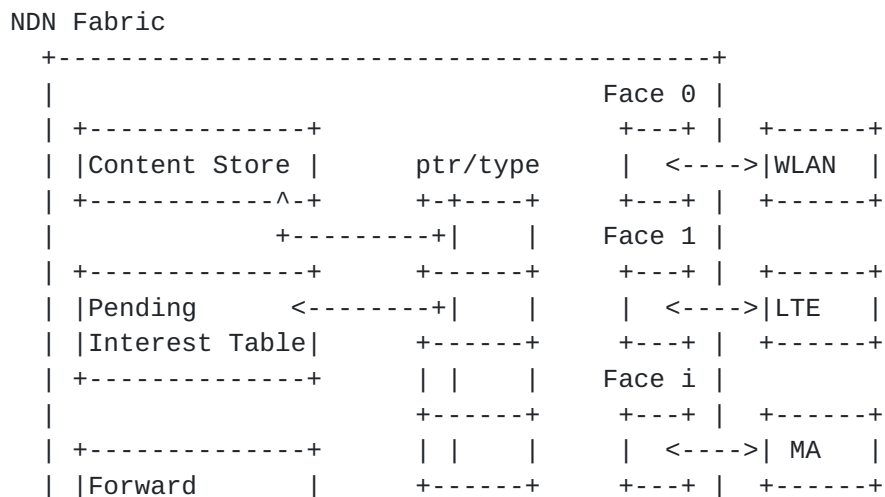 NDN Fabric
Face 0
Content Store ptr/type WLAN
Face 1
Pending LTE
Interest Table
Face i
MA
Forward